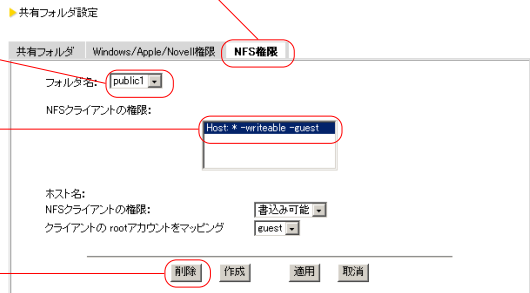 共有フォルダ設定
共有フォルダ Windows/Apple/Novell権限 NFS権限
フォルダ名: public1
NFSクライアントの権限:
Host: * -writeable -guest
ホスト名:
NFSクライアントの権限: 書込み可能
クライアントの rootアカウントをマッピング guest
削除 作成 適用 取消